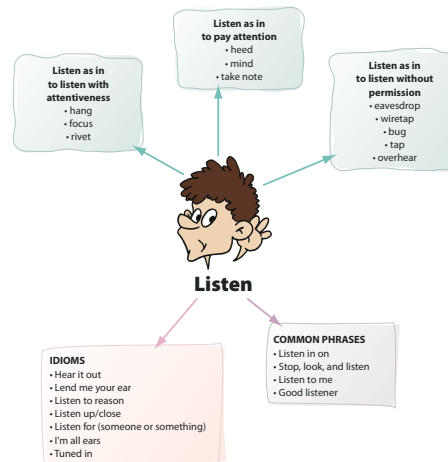 Listen as in
to pay attention
• heed
• mind
• take note
Listen as in
to listen with
attentiveness
• hang
• focus
• rivet
Listen as in
to listen without
permission
• eavesdrop
• wiretap
• bug
• tap
• overhear
Listen
IDIOMS
• Hear it out
• Lend me your ear
• Listen to reason
• Listen up/close
• Listen for (someone or something)
• I'm all ears
• Tuned in
COMMON PHRASES
• Listen in on
• Stop, look, and listen
• Listen to me
• Good listener